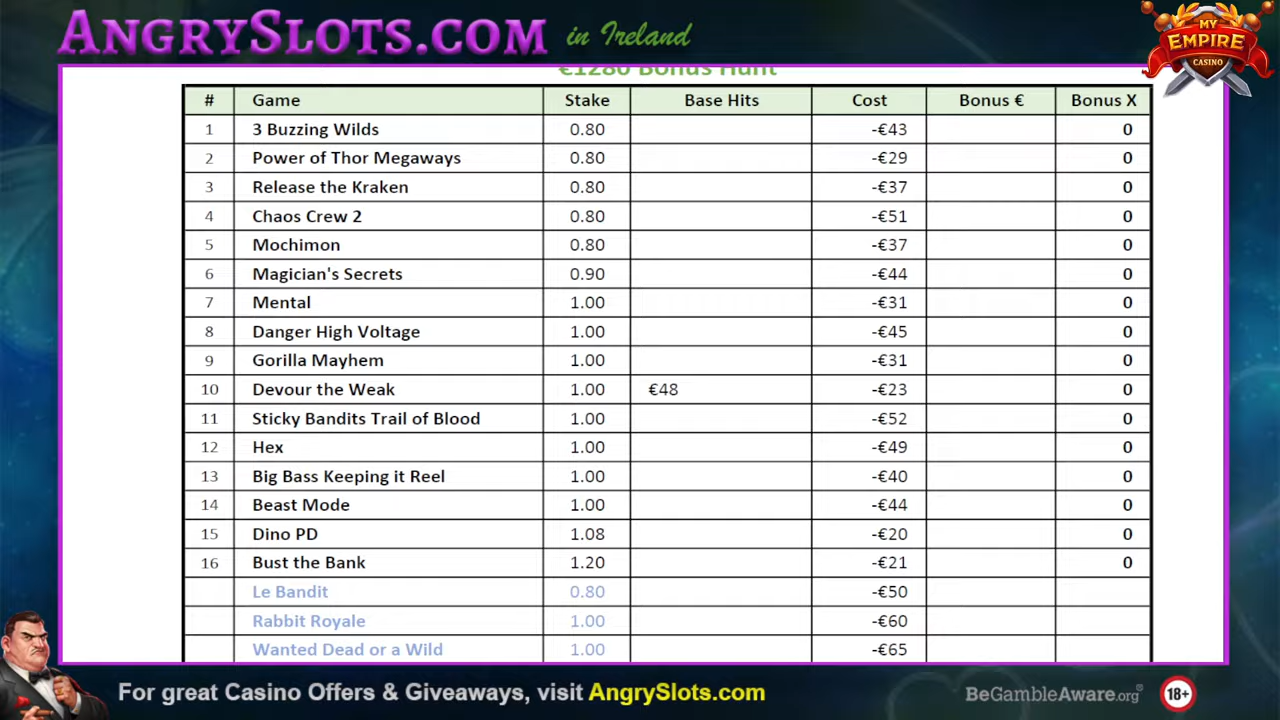 AngrySlots.com in Ireland
MY
EMPIRE
CASINO
€1280 Bonus Hunt
# Game Stake Base Hits Cost Bonus € Bonus X
1 3 Buzzing Wilds 0.80 -€43 0
2 Power of Thor Megaways 0.80 -€29 0
3 Release the Kraken 0.80 -€37 0
4 Chaos Crew 2 0.80 -€51 0
5 Mochimon 0.80 -€37 0
6 Magician's Secrets 0.90 -€44 0
7 Mental 1.00 -€31 0
8 Danger High Voltage 1.00 -€45 0
9 Gorilla Mayhem 1.00 -€31 0
10 Devour the Weak 1.00 €48 -€23 0
11 Sticky Bandits Trail of Blood 1.00 -€52 0
12 Hex 1.00 -€49 0
13 Big Bass Keeping it Reel 1.00 -€40 0
14 Beast Mode 1.00 -€44 0
15 Dino PD 1.08 -€20 0
16 Bust the Bank 1.20 -€21 0
Le Bandit 0.80 -€50
Rabbit Royale 1.00 -€60
Wanted Dead or a Wild 1.00 -€65
For great Casino Offers & Giveaways, visit AngrySlots.com
BeGambleAware.org®
18+